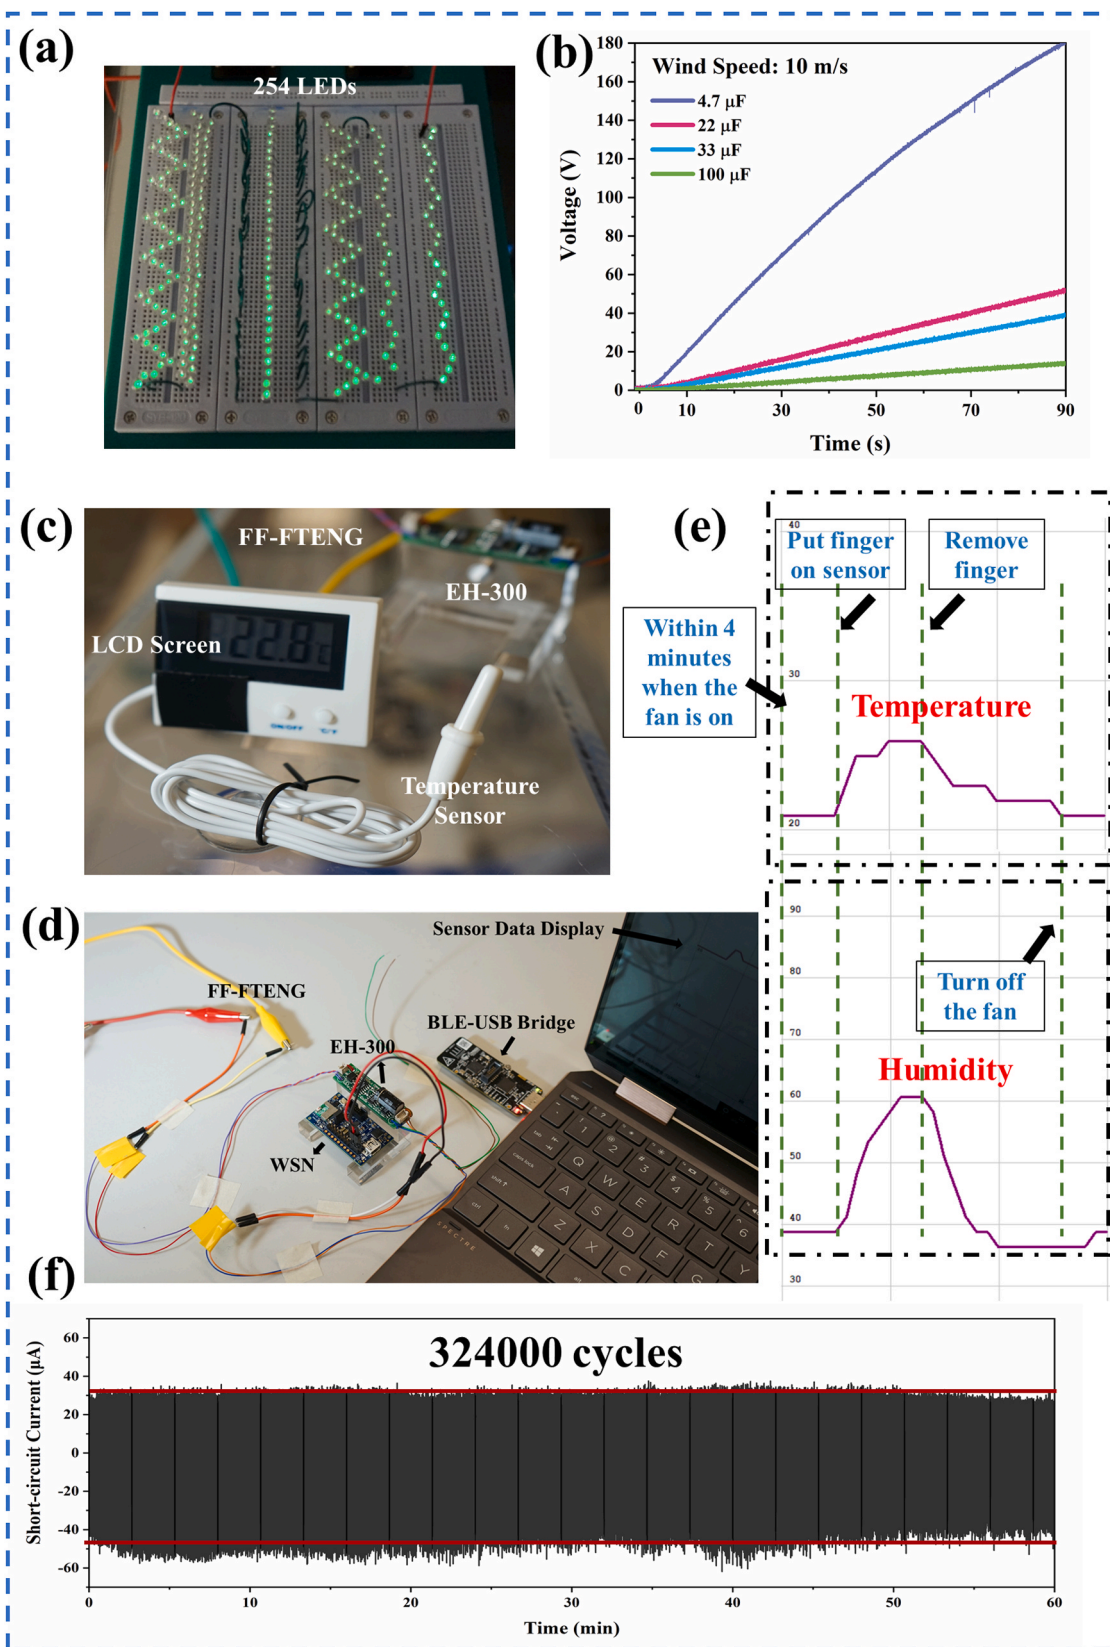 (a)
254 LEDs
(b)
Wind Speed: 10 m/s
4.7 μF
22 μF
33 μF
100 μF
Voltage (V)
180
160
140
120
100
80
60
40
20
0
0 10 30 50 70 90
Time (s)
(c)
FF-FTENG
EH-300
LCD Screen
22.8
ON/OFF °C/°F
Temperature
Sensor
(d)
Sensor Data Display
FF-FTENG
BLE-USB Bridge
EH-300
WSN
SPECTRE
(e)
40
Put finger
on sensor
Remove
finger
Within 4
minutes
when the
fan is on
30
Temperature
20
90
80
Turn off
the fan
70
Humidity
60
50
40
30
(f)
324000 cycles
Short-circuit Current (μA)
60
40
20
0
-20
-40
-60
0 10 20 30 40 50 60
Time (min)